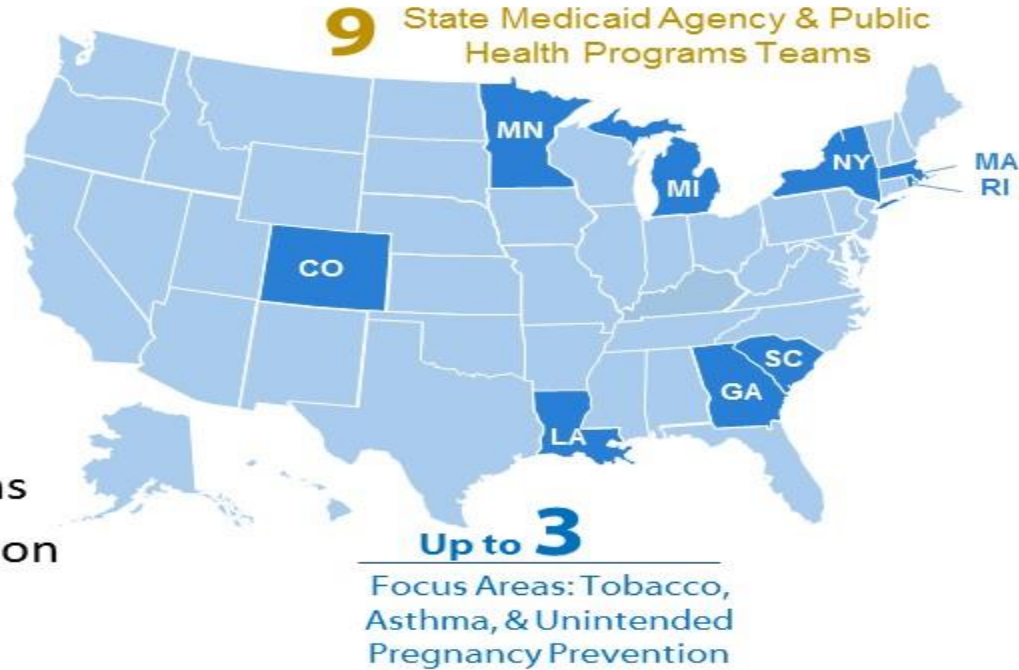 9 State Medicaid Agency & Public
Health Programs Teams
MN
NY
MA
MI
RI
CO
SC
GA
LA
on
Up to 3
Focus Areas: Tobacco,
Asthma, & Unintended
Pregnancy Prevention